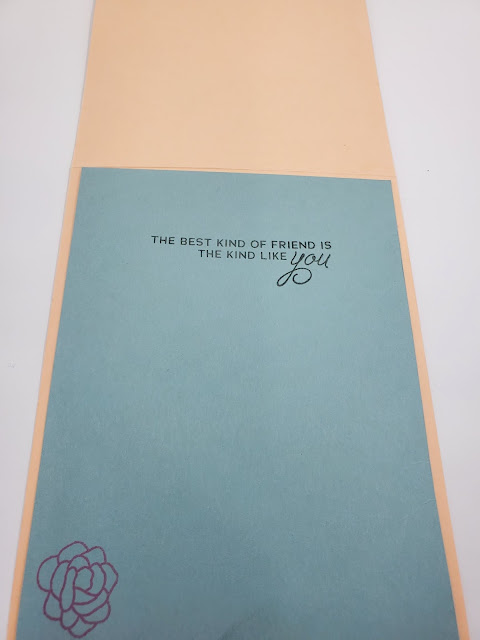 THE BEST KIND OF FRIEND IS
THE KIND LIKE you